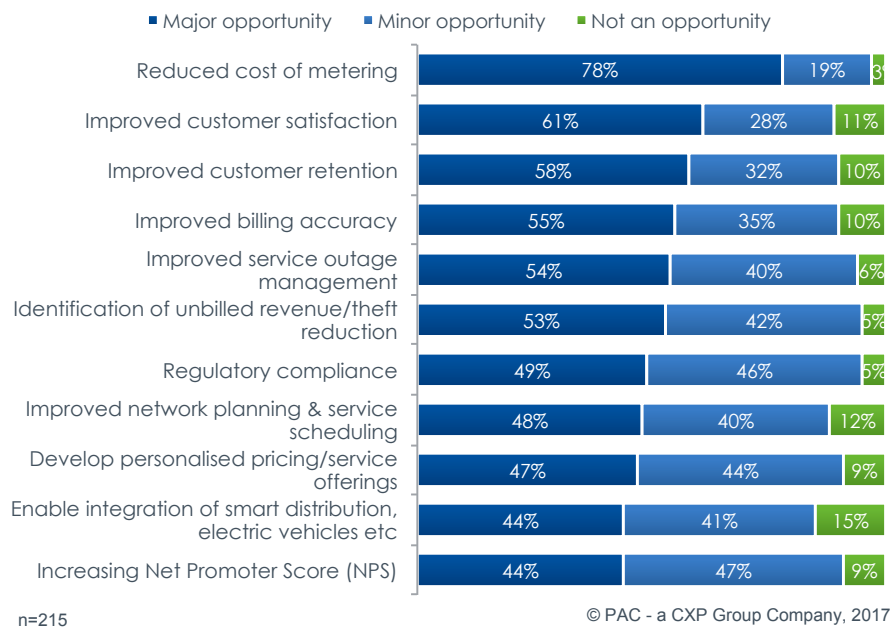 Major opportunity Minor opportunity Not an opportunity
Reduced cost of metering 78% 19% 3%
Improved customer satisfaction 61% 28% 11%
Improved customer retention 58% 32% 10%
Improved billing accuracy 55% 35% 10%
Improved service outage
management 54% 40% 6%
Identification of unbilled revenue/theft
reduction 53% 42% 5%
Regulatory compliance 49% 46% 5%
Improved network planning & service
scheduling 48% 40% 12%
Develop personalised pricing/service
offerings 47% 44% 9%
Enable integration of smart distribution,
electric vehicles etc 44% 41% 15%
Increasing Net Promoter Score (NPS) 44% 47% 9%
n=215 © PAC - a CXP Group Company, 2017